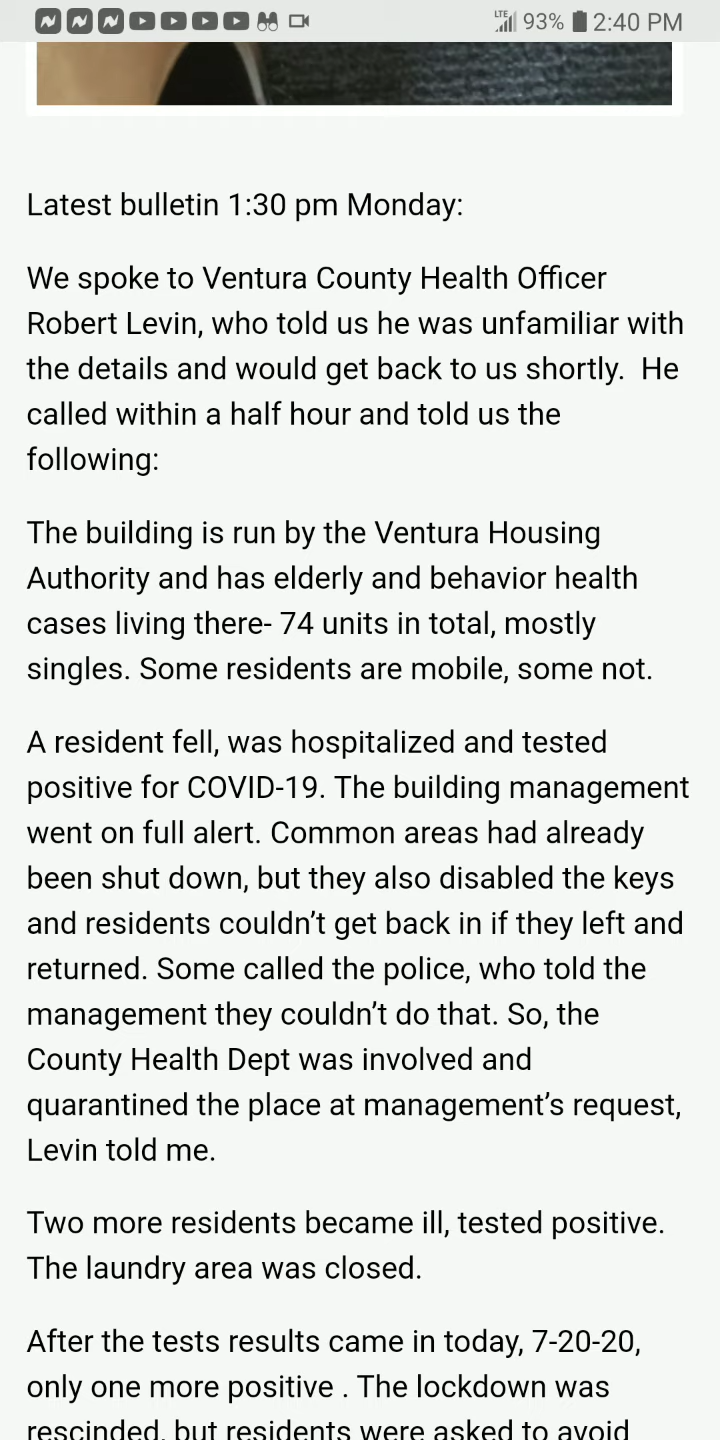 LTE 93% 2:40 PM
Latest bulletin 1:30 pm Monday:
We spoke to Ventura County Health Officer
Robert Levin, who told us he was unfamiliar with
the details and would get back to us shortly.  He
called within a half hour and told us the
following:
The building is run by the Ventura Housing
Authority and has elderly and behavior health
cases living there- 74 units in total, mostly
singles. Some residents are mobile, some not.
A resident fell, was hospitalized and tested
positive for COVID-19. The building management
went on full alert. Common areas had already
been shut down, but they also disabled the keys
and residents couldn’t get back in if they left and
returned. Some called the police, who told the
management they couldn’t do that. So, the
County Health Dept was involved and
quarantined the place at management’s request,
Levin told me.
Two more residents became ill, tested positive.
The laundry area was closed.
After the tests results came in today, 7-20-20,
only one more positive . The lockdown was
rescinded, but residents were asked to avoid